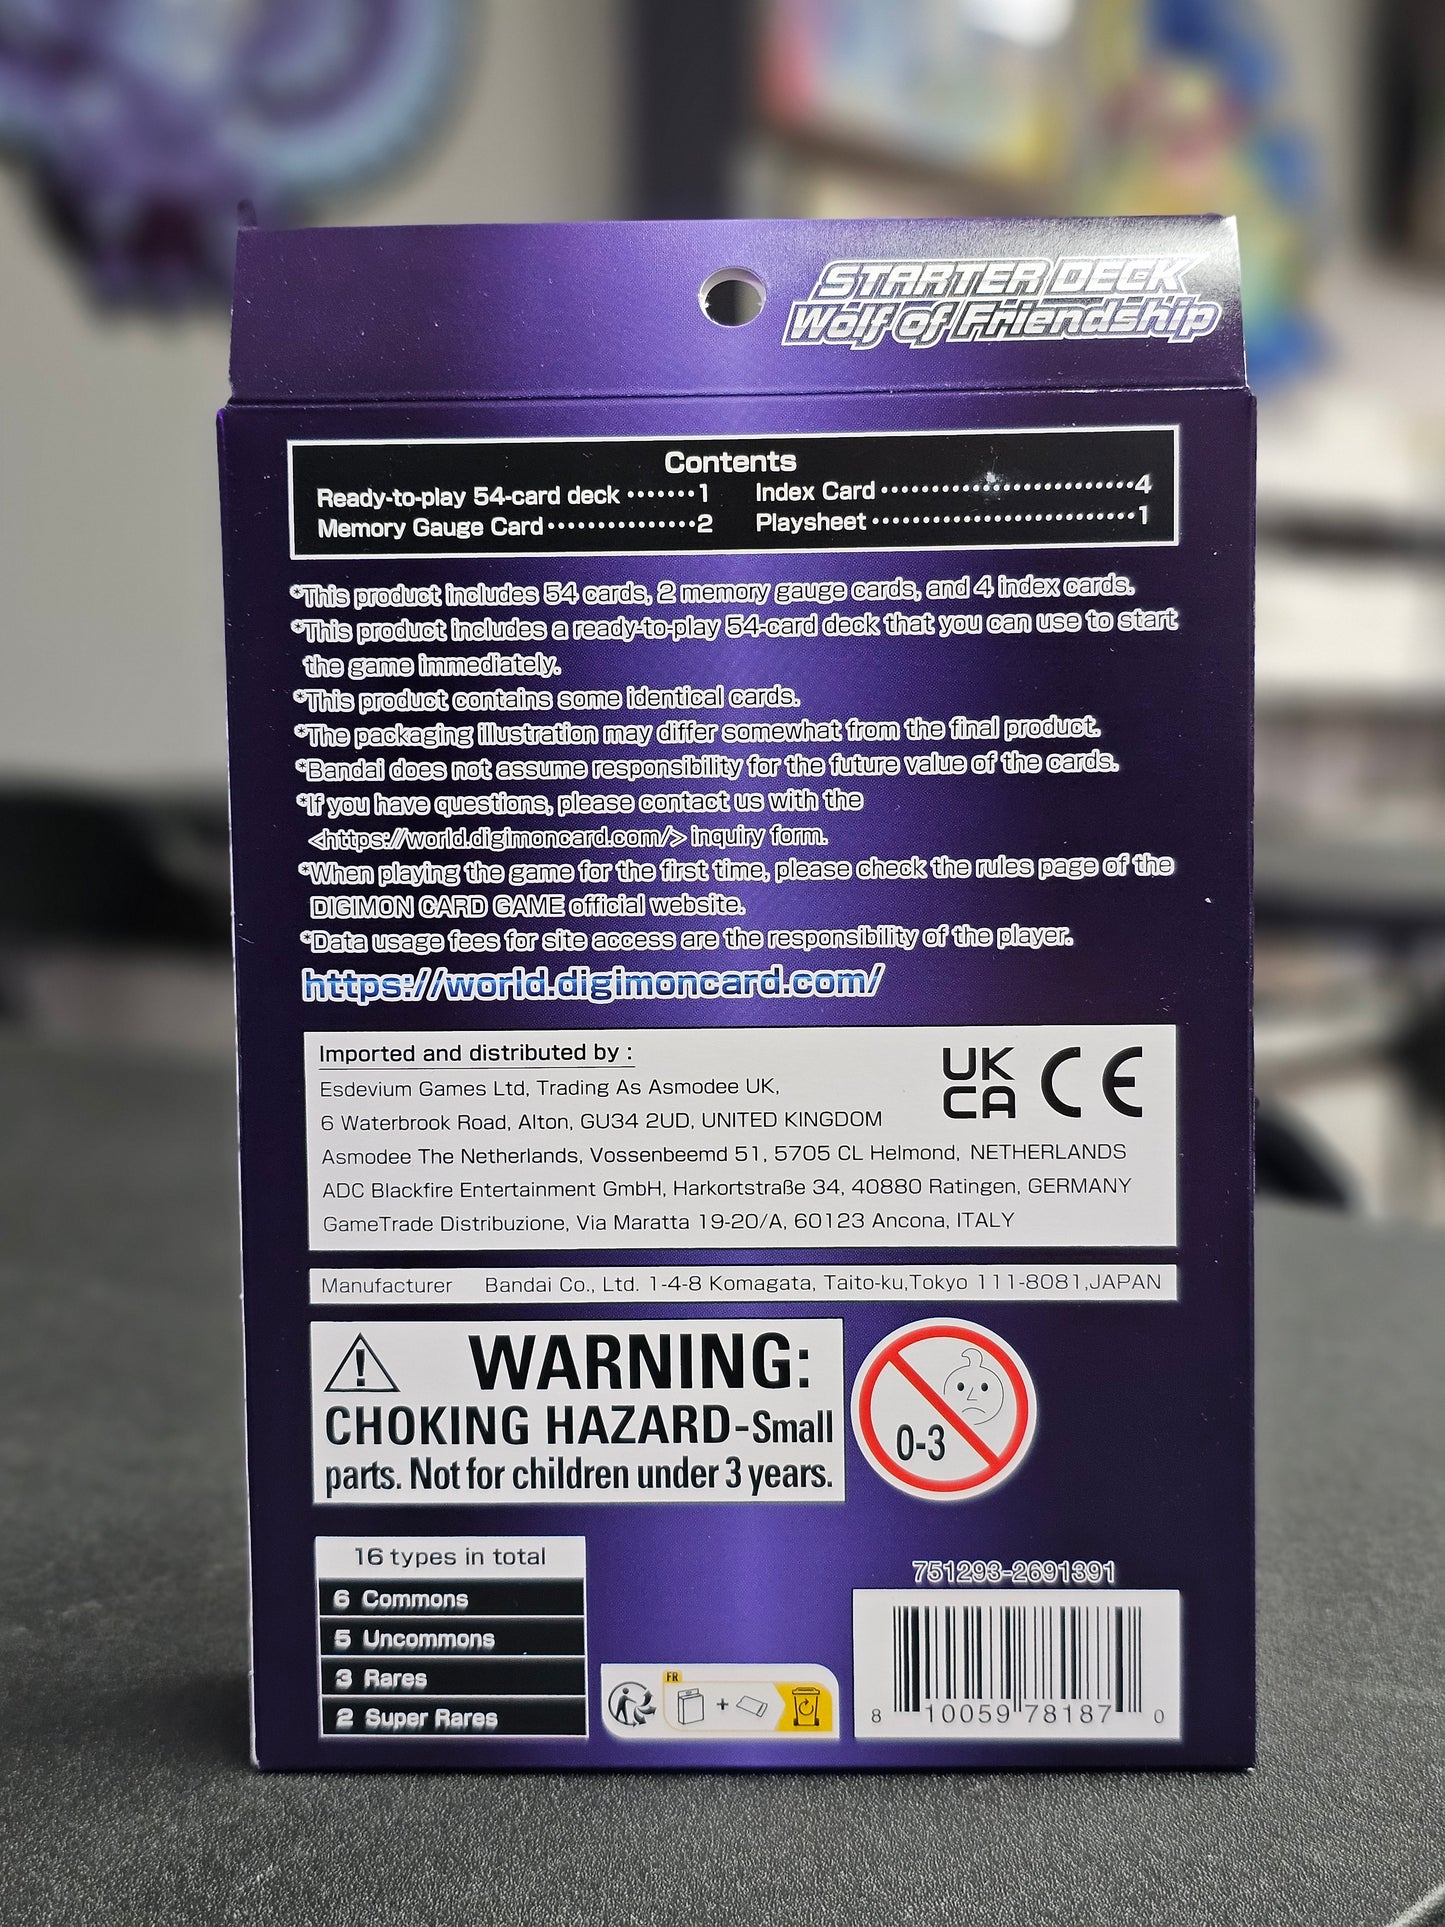 STARTER DECK
Wolf of Friendship
Contents
Ready-to-play 54-card deck ·······1
Index Card ·························4
Memory Gauge Card ···············2
Playsheet ··························1
*This product includes 54 cards, 2 memory gauge cards, and 4 index cards.
*This product includes a ready-to-play 54-card deck that you can use to start
the game immediately.
*This product contains some identical cards.
*The packaging illustration may differ somewhat from the final product.
*Bandai does not assume responsibility for the future value of the cards.
*If you have questions, please contact us with the
<https://world.digimoncard.com/> inquiry form.
*When playing the game for the first time, please check the rules page of the
DIGIMON CARD GAME official website.
*Data usage fees for site access are the responsibility of the player.
https://world.digimoncard.com/
Imported and distributed by :
UK
CA
CE
Esdevium Games Ltd, Trading As Asmodee UK,
6 Waterbrook Road, Alton, GU34 2UD, UNITED KINGDOM
Asmodee The Netherlands, Vossenbeemd 51, 5705 CL Helmond, NETHERLANDS
ADC Blackfire Entertainment GmbH, Harkortstraße 34, 40880 Ratingen, GERMANY
GameTrade Distribuzione, Via Maratta 19-20/A, 60123 Ancona, ITALY
Manufacturer Bandai Co., Ltd. 1-4-8 Komagata, Taito-ku,Tokyo 111-8081,JAPAN
WARNING:
CHOKING HAZARD-Small
parts. Not for children under 3 years.
0-3
16 types in total
6 Commons
5 Uncommons
3 Rares
2 Super Rares
FR
+
751293-2691391
8 10059 78187 0